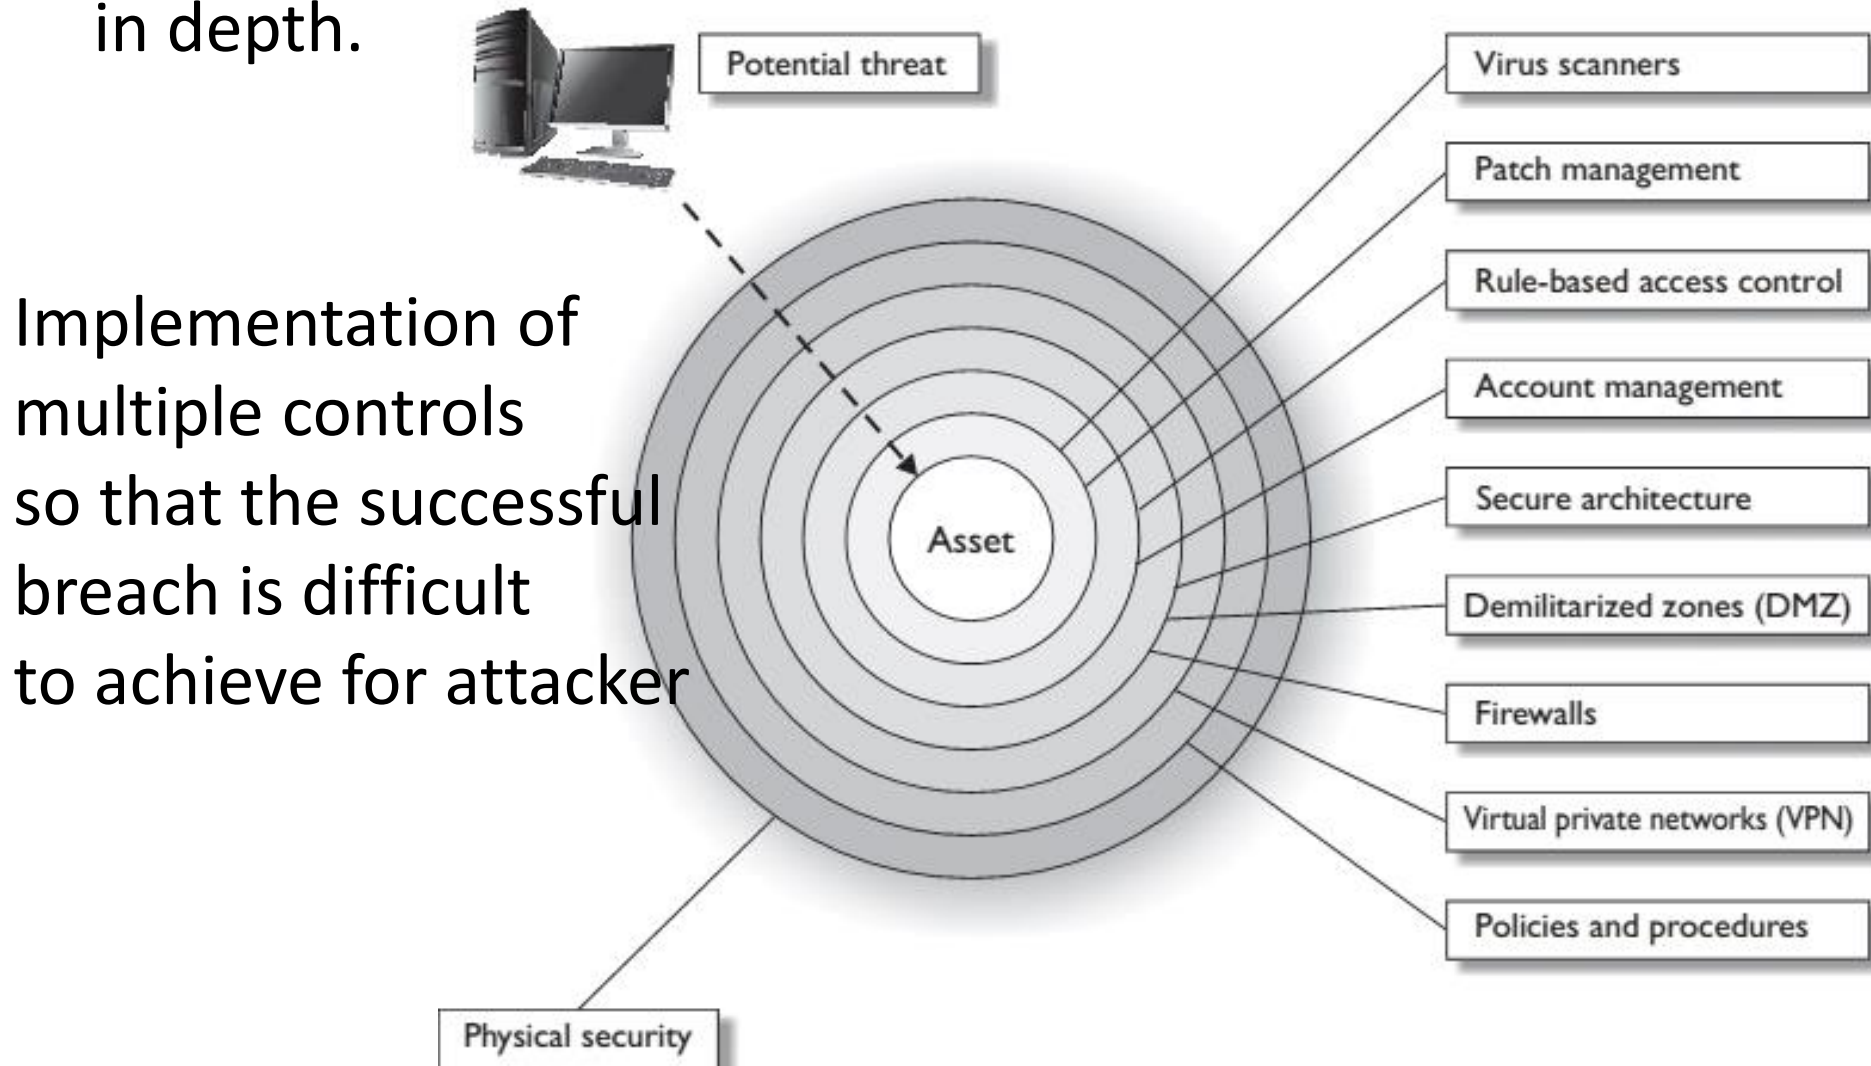 in depth.
Potential threat
Implementation of
multiple controls
so that the successful
breach is difficult
to achieve for attacker
Asset
Virus scanners
Patch management
Rule-based access control
Account management
Secure architecture
Demilitarized zones (DMZ)
Firewalls
Virtual private networks (VPN)
Policies and procedures
Physical security